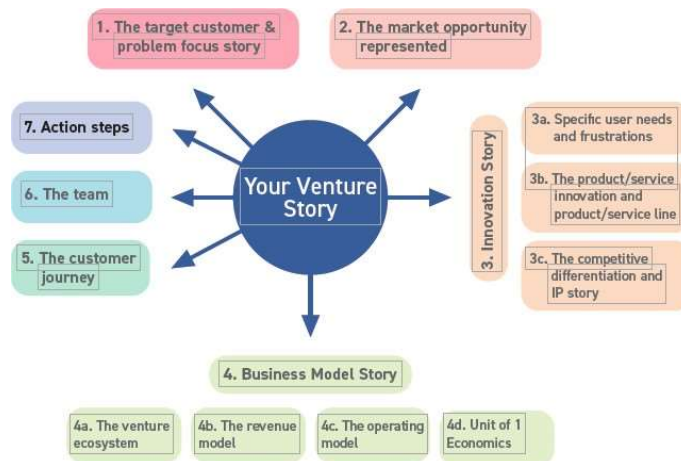 1. The target customer &
problem focus story
2. The market opportunity
represented
7. Action steps
6. The team
5. The customer
journey
Your Venture
Story
3. Innovation Story
3a. Specific user needs
and frustrations
3b. The product/service
innovation and
product/service line
3c. The competitive
differentiation and
IP story
4. Business Model Story
4a. The venture
ecosystem
4b. The revenue
model
4c. The operating
model
4d. Unit of 1
Economics